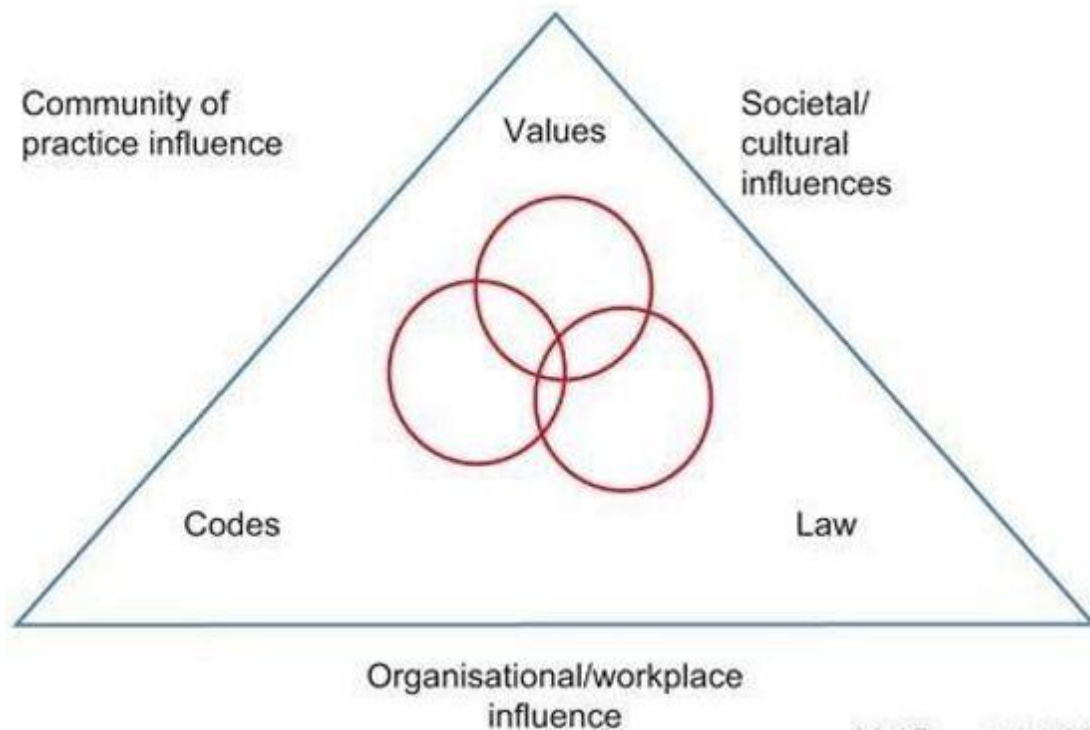 Community of
practice influence
Societal/
cultural
influences
Values
Codes
Law
Organisational/workplace
influence